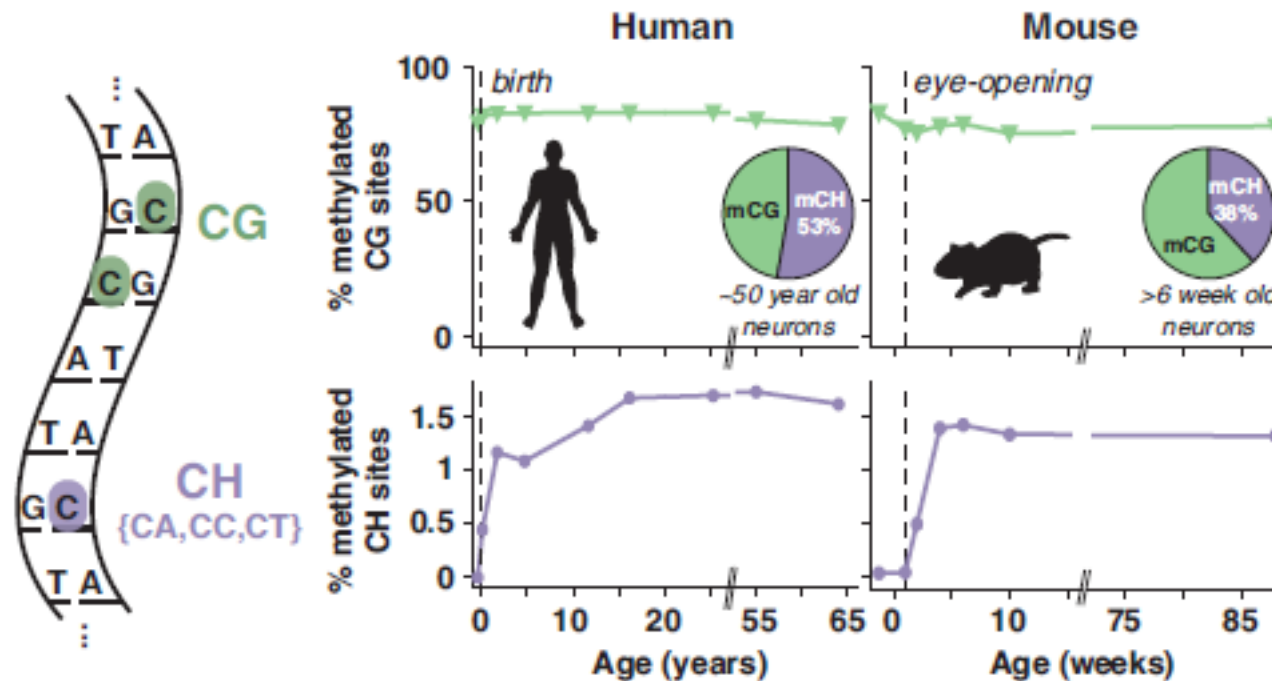 Human
Mouse
...
T A
G C
CG
C G
A T
T A
G C
CH
{CA,CC,CT}
T A
...
% methylated
CG sites
100
50
0
birth
mCG
mCH
53%
~50 year old
neurons
eye-opening
mCH
38%
mCG
>6 week old
neurons
% methylated
CH sites
1.5
1
0.5
0
0 10 20 55 65
Age (years)
0 10 75 85
Age (weeks)